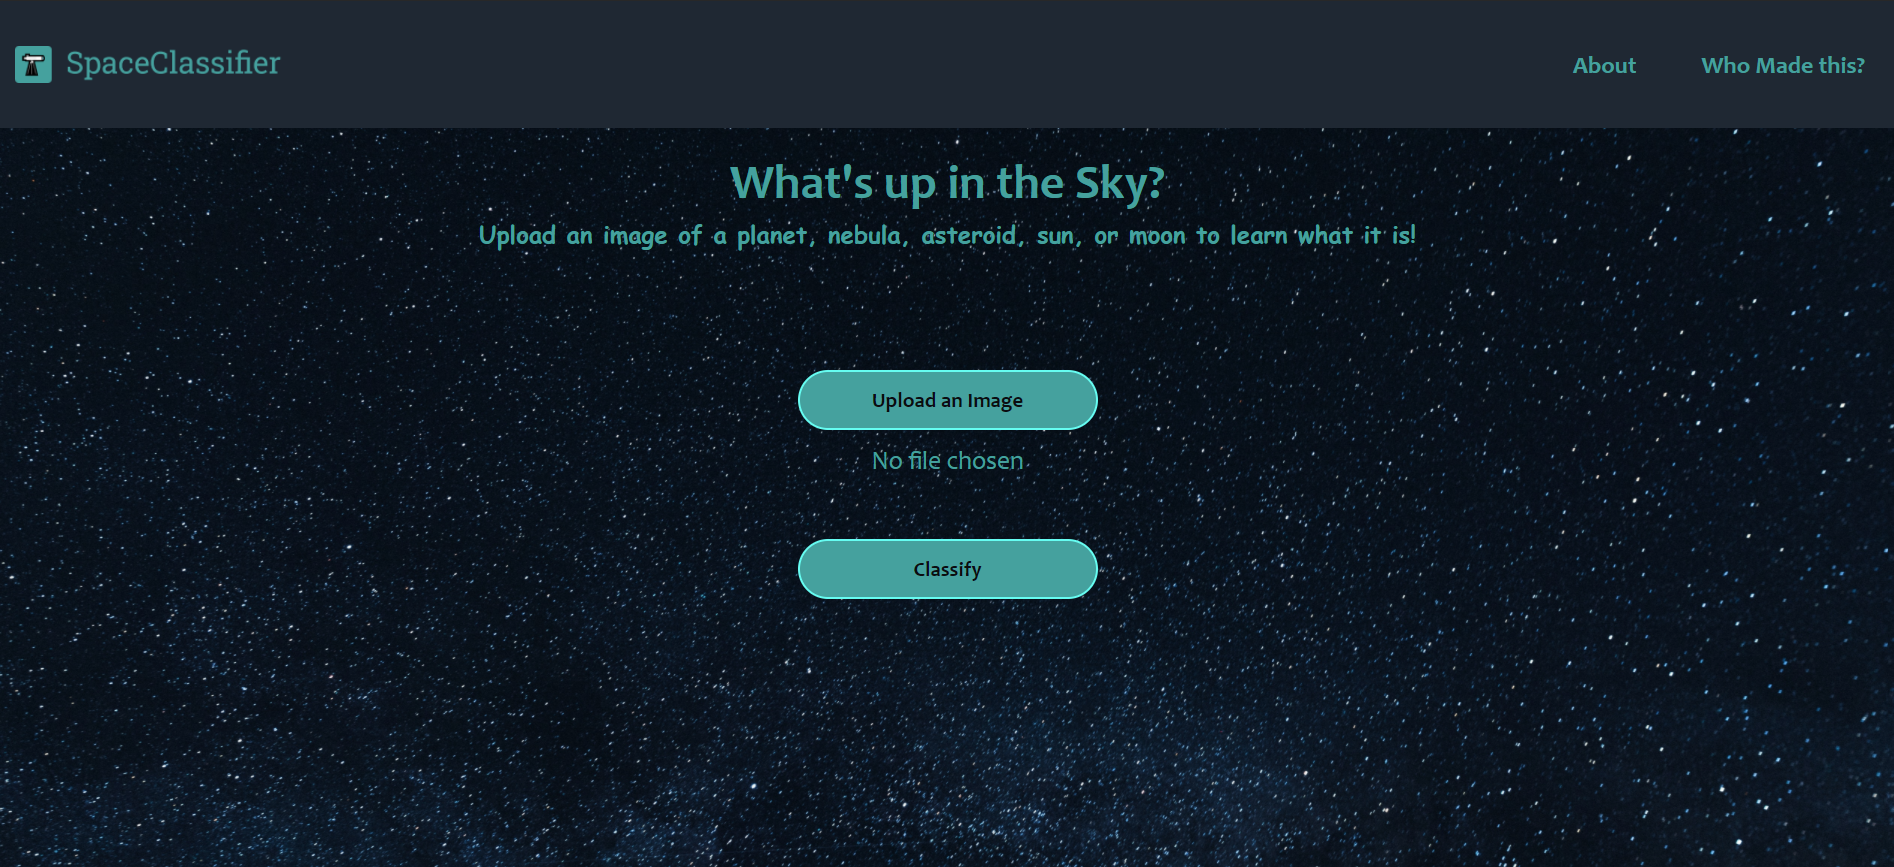 SpaceClassifier
About
Who Made this?
What's up in the Sky?
Upload an image of a planet, nebula, asteroid, sun, or moon to learn what it is!
Upload an Image
No file chosen
Classify